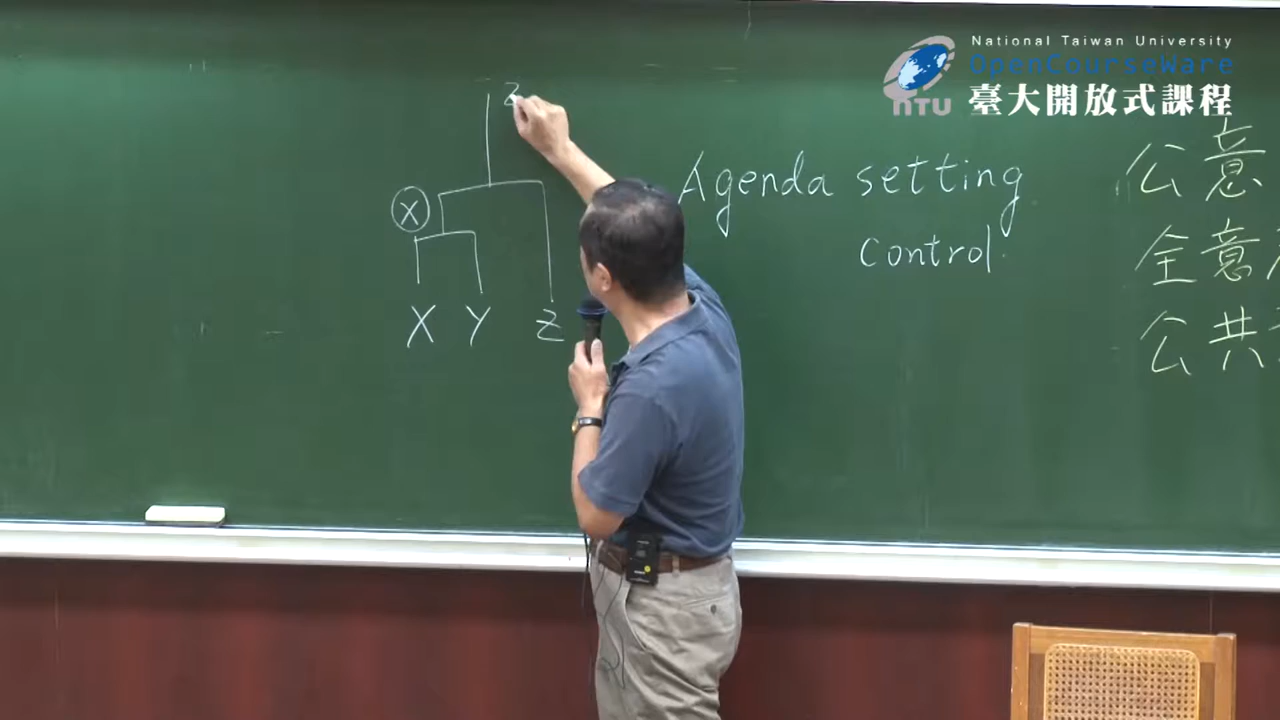 National Taiwan University
OpenCourseWare
NTU 臺大開放式課程
Z
X
X Y Z
Agenda setting
control
公意
全意
公共